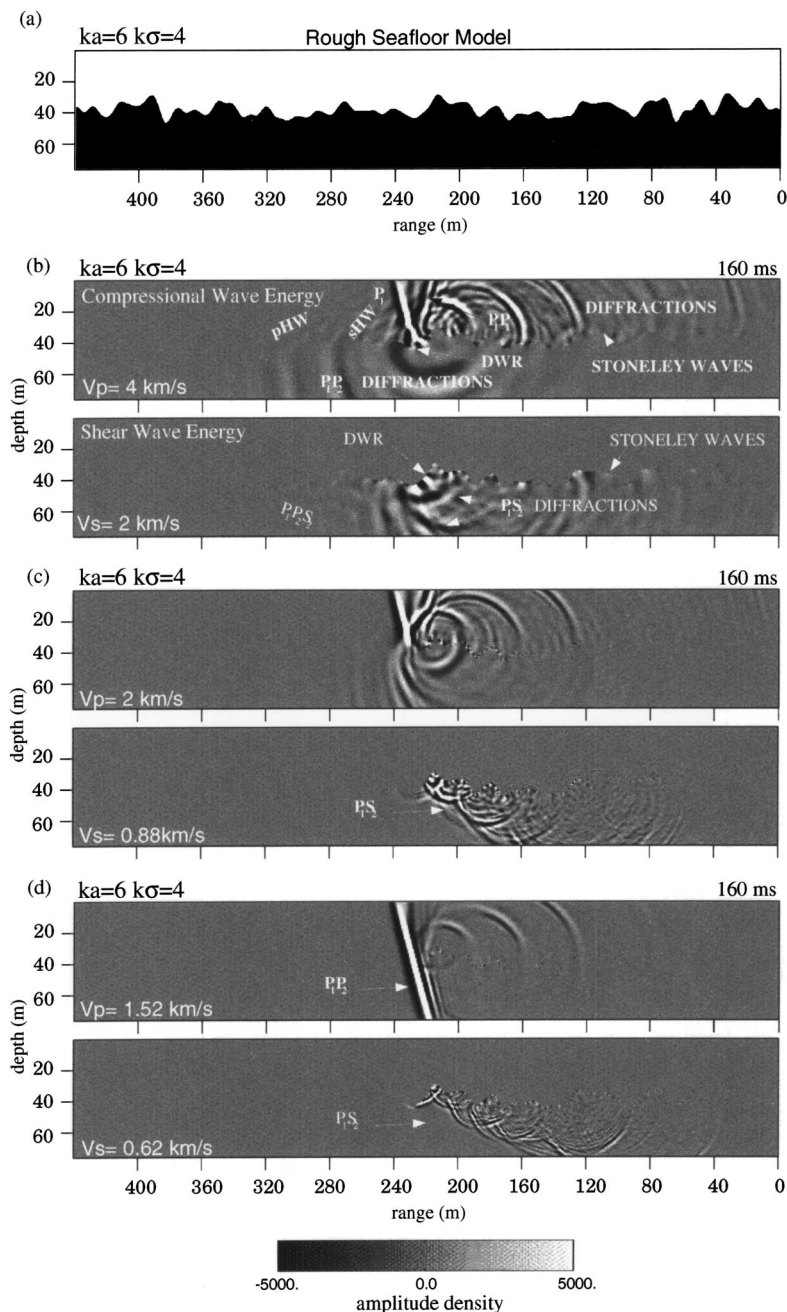 (a)
ka=6 kσ=4 Rough Seafloor Model
20
40
60
400 360 320 280 240 200 160 120 80 40 0
range (m)
(b) ka=6 kσ=4 160 ms
Compressional Wave Energy
pHW
sHW
P₁
PP
DIFFRACTIONS
20
40
60
DWR
STONELEY WAVES
Vp= 4 km/s
P₁P₂
DIFFRACTIONS
depth (m)
Shear Wave Energy
DWR
STONELEY WAVES
20
40
60
P₁P₂S₂
P₁S₂
DIFFRACTIONS
Vs= 2 km/s
(c) ka=6 kσ=4 160 ms
20
40
60
Vp= 2 km/s
depth (m)
20
40
60
P₁S₂
Vs= 0.88km/s
(d) ka=6 kσ=4 160 ms
20
40
60
P₁P₂
Vp= 1.52 km/s
depth (m)
20
40
60
P₁S₂
Vs= 0.62 km/s
400 360 320 280 240 200 160 120 80 40 0
range (m)
-5000. 0.0 5000.
amplitude density